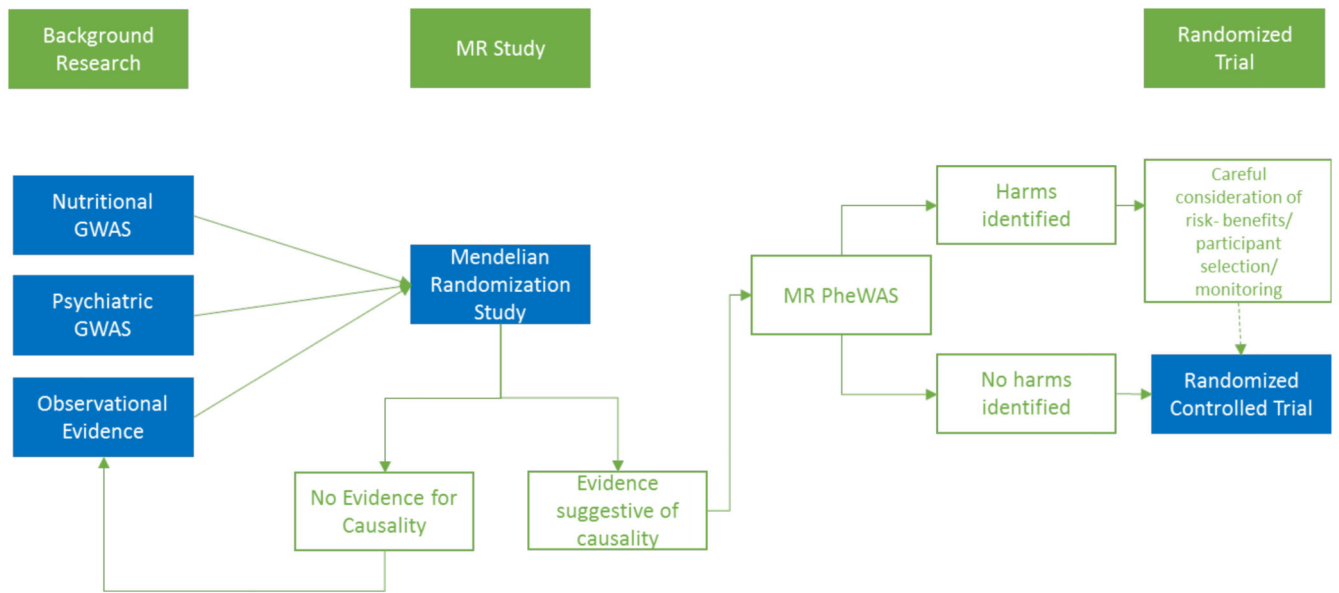 Background
Research
MR Study
Randomized
Trial
Nutritional
GWAS
Psychiatric
GWAS
Observational
Evidence
Mendelian
Randomization
Study
No Evidence for
Causality
Evidence
suggestive of
causality
MR PheWAS
Harms
identified
No harms
identified
Careful
consideration of
risk- benefits/
participant
selection/
monitoring
Randomized
Controlled Trial